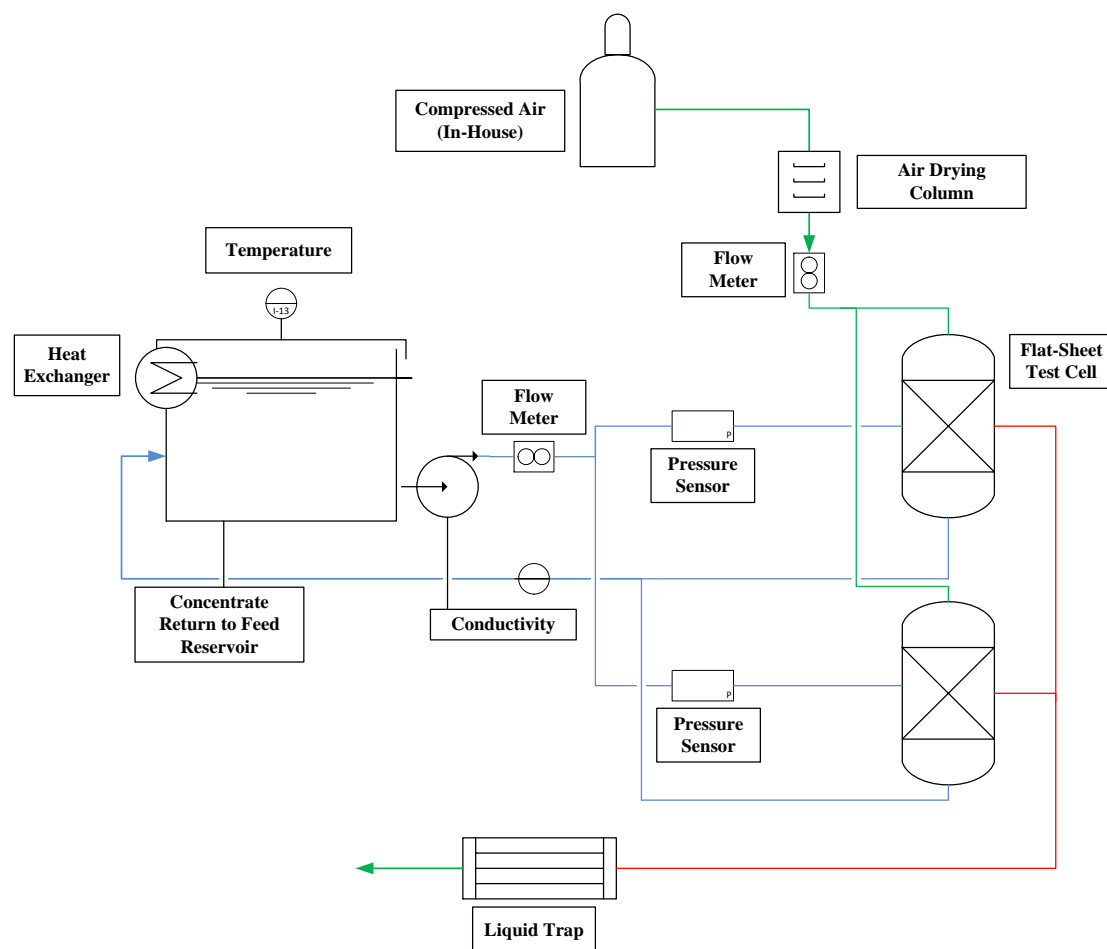 Compressed Air
(In-House)
Air Drying
Column
Temperature
Flow
Meter
I-13
Heat
Exchanger
Flat-Sheet
Test Cell
Flow
Meter
P
Pressure
Sensor
Concentrate
Return to Feed
Reservoir
Conductivity
P
Pressure
Sensor
Liquid Trap